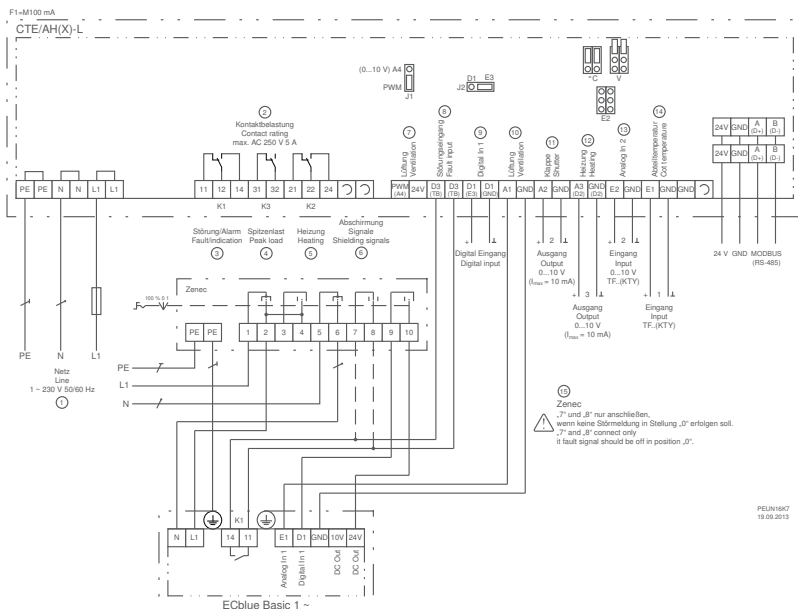 F1=M100 mA
CTE/AH(X)-L
(0...10 V) A4
PWM
J1
D1 E3
J2
°C
V
E2
2
Kontaktbelastung
Contact rating
max. AC 250 V 5 A
7
Lüftung
Ventilation
8
Störungseingang
Fault input
9
Digital In 1
10
Lüftung
Ventilation
11
Klappe
Shutter
12
Heizung
Heating
13
Analog In 2
14
Abteiltemperatur
Cot temperature
24V GND A (D+) B (D-)
24V GND A (D+) B (D-)
PE PE N N L1 L1
11 12 14 31 32 34 21 22 24
K1 K3 K2
PWM (A4) 24V D3 (TB) D3 (TB) D1 (E3) D1 (GND) A1 GND A2 GND A3 (D2) GND (D2) E2 GND E1 GND GND
Störung/Alarm
Fault/indication
3
Spitzenlast
Peak load
4
Heizung
Heating
5
Abschirmung
Signale
Shielding signals
6
+ ⊥
Digital Eingang
Digital input
+ 2 ⊥
Ausgang
Output
0...10 V
(Imax = 10 mA)
+ 3 ⊥
Ausgang
Output
0...10 V
(Imax = 10 mA)
+ 2 ⊥
Eingang
Input
0...10 V
TF..(KTY)
+ 1 ⊥
Eingang
Input
0...10 V
TF..(KTY)
24 V GND MODBUS
(RS-485)
Zenec
100 % 0 1
PE PE 1 2 3 4 5 6 7 8 9 10
PE N L1
Netz
Line
1 ~ 230 V 50/60 Hz
1
PE
L1
N
15
Zenec
„7“ und „8“ nur anschließen,
wenn keine Störmeldung in Stellung „0“ erfolgen soll.
„7“ and „8“ connect only
it fault signal should be off in position „0“.
PEUN16K7
19.09.2013
K1
N L1 14 11 E1 D1 GND 10V 24V
Analog In 1
Digital In 1
DC Out
DC Out
ECblue Basic 1 ~